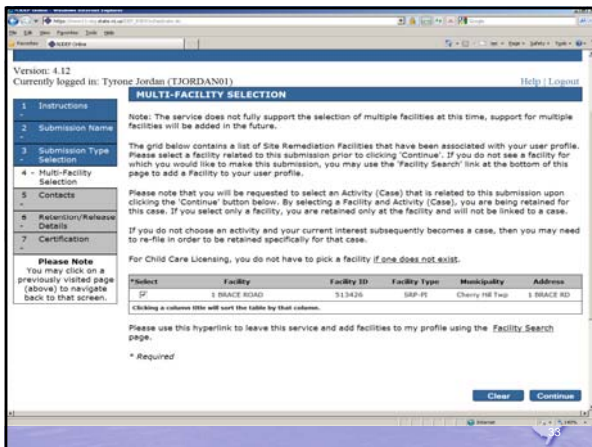 Version: 4.12
Currently logged in: Tyrone Jordan (TJORDAN01)
Help | Logout
1 Instructions
2 Submission Name
3 Submission Type Selection
4 - Multi-Facility Selection
5 Contacts
6 Retention/Release Details
7 Certification
Please Note
You may click on a
previously visited page
(above) to navigate
back to that screen.
MULTI-FACILITY SELECTION
Note: The service does not fully support the selection of multiple facilities at this time, support for multiple
facilities will be added in the future.
The grid below contains a list of Site Remediation Facilities that have been associated with your user profile.
Please select a facility related to this submission prior to clicking 'Continue'. If you do not see a facility for
which you would like to make this submission, you may use the 'Facility Search' link at the bottom of this
page to add a Facility to your user profile.
Please note that you will be requested to select an Activity (Case) that is related to this submission upon
clicking the 'Continue' button below. By selecting a Facility and Activity (Case), you are being retained for
this case. If you select only a facility, you are retained only at the facility and will not be linked to a case.
If you do not choose an activity and your current interest subsequently becomes a case, then you may need
to re-file in order to be retained specifically for that case.
For Child Care Licensing, you do not have to pick a facility if one does not exist.
*Select Facility Facility ID Facility Type Municipality Address
1 BRACE ROAD 513426 SRP-PI Cherry Hill Twp 1 BRACE RD
Clicking a column title will sort the table by that column.
Please use this hyperlink to leave this service and add facilities to my profile using the Facility Search
page.
* Required
Clear Continue
33